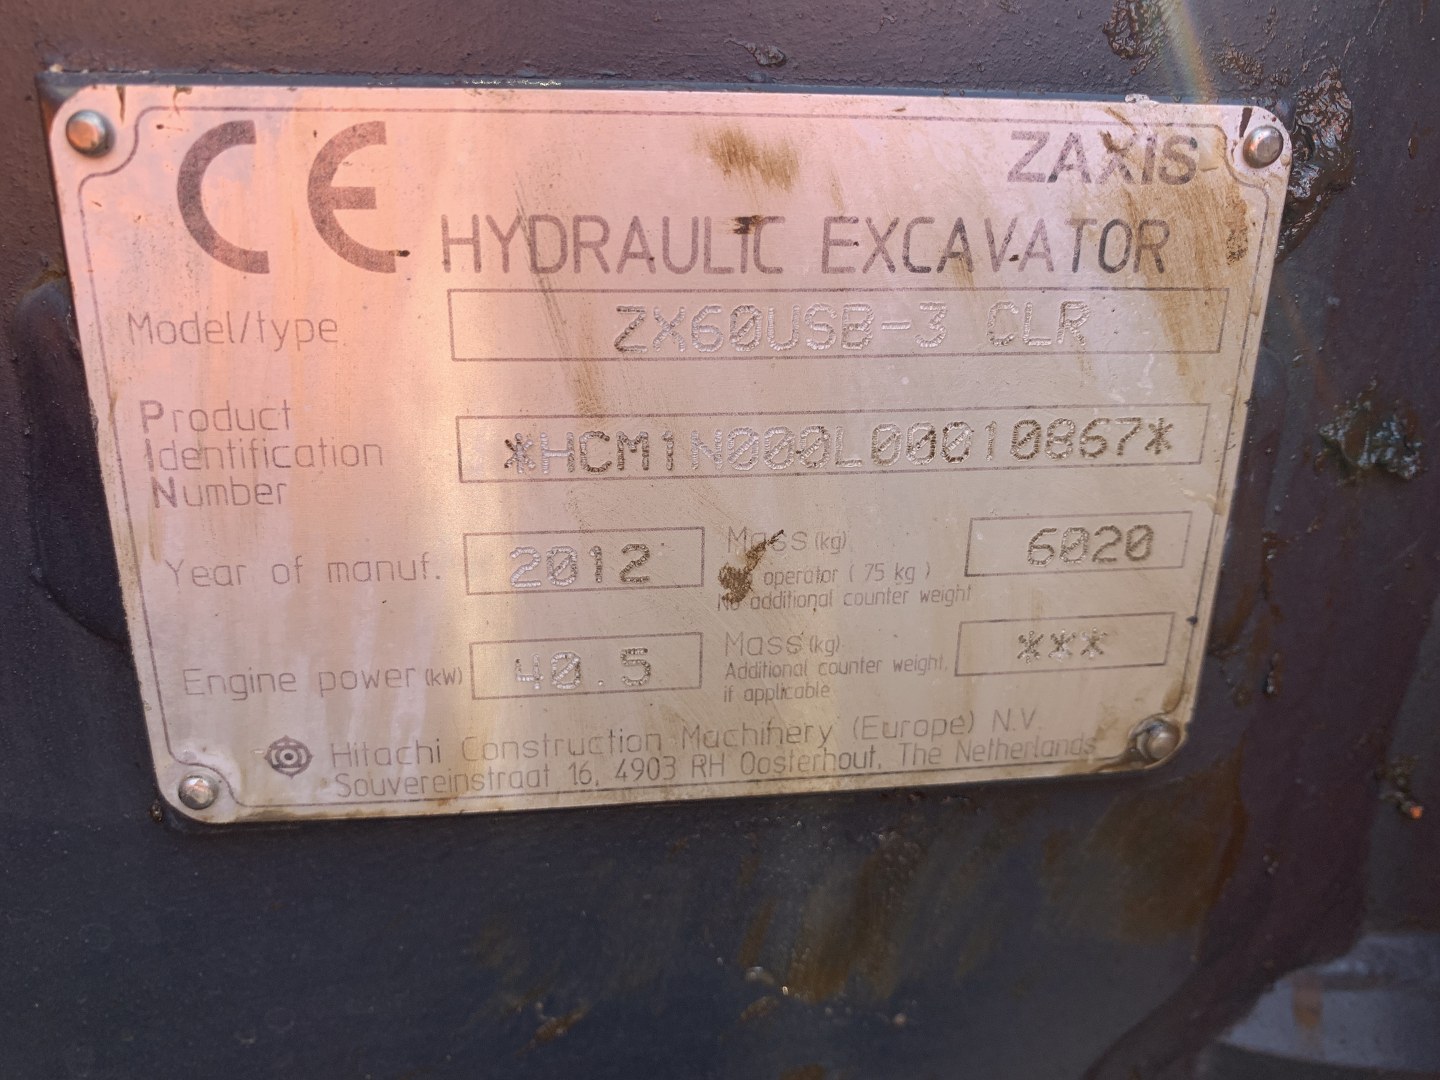 CE
ZAXIS
HYDRAULIC EXCAVATOR
Model/type ZX60USB-3 CLR
Product
Identification
Number
*HCM1N000L00010867*
Year of manuf. 2012
Mass (kg)
operator (75 kg)
No additional counter weight
6020
Engine power (kW) 40.5
Mass (kg)
Additional counter weight,
if applicable
***
Hitachi Construction Machinery (Europe) N.V.
Souvereinstraat 16, 4903 RH Oosterhout, The Netherlands